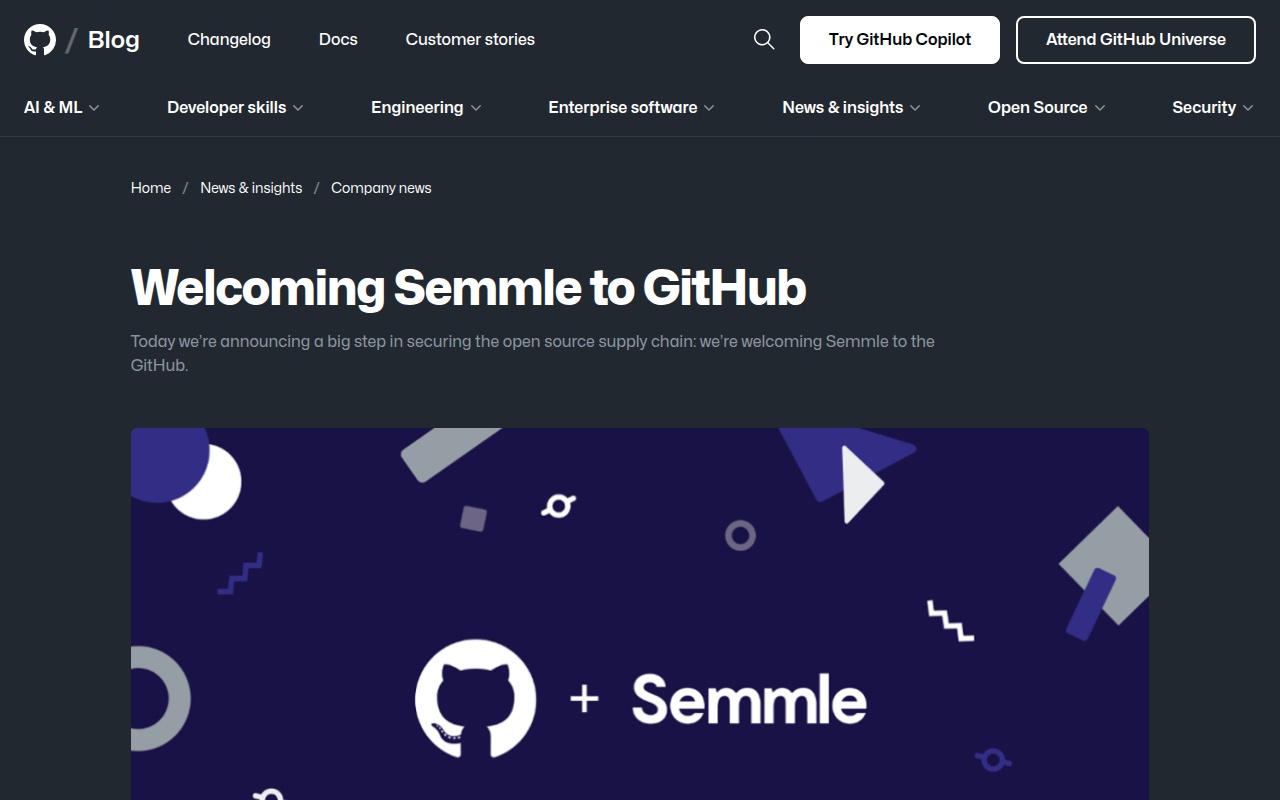 / Blog Changelog Docs Customer stories Try GitHub Copilot Attend GitHub Universe
AI & ML Developer skills Engineering Enterprise software News & insights Open Source Security
Home / News & insights / Company news
Welcoming Semmle to GitHub
Today we're announcing a big step in securing the open source supply chain: we're welcoming Semmle to the
GitHub.
+ Semmle